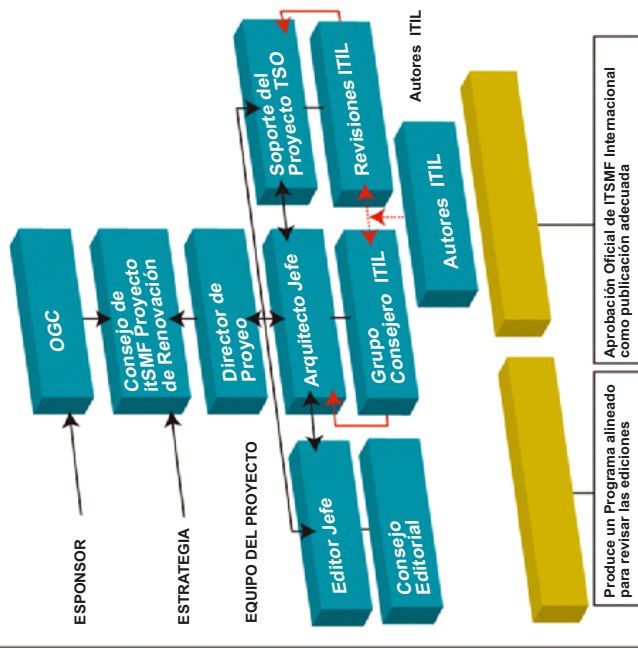 ESPONSOR
OGC
ESTRATEGIA
Consejo de
itSMF Proyecto
de Renovación
EQUIPO DEL PROYECTO
Director de
Proyeo
Editor Jefe
Arquitecto Jefe
Soporte del
Proyecto TSO
Consejo
Editorial
Grupo
Consejero ITIL
Revisiones ITIL
Autores ITIL
Autores ITIL
Produce un Programa alineado
para revisar las ediciones
Aprobación Oficial de ITSMF Internacional
como publicación adecuada